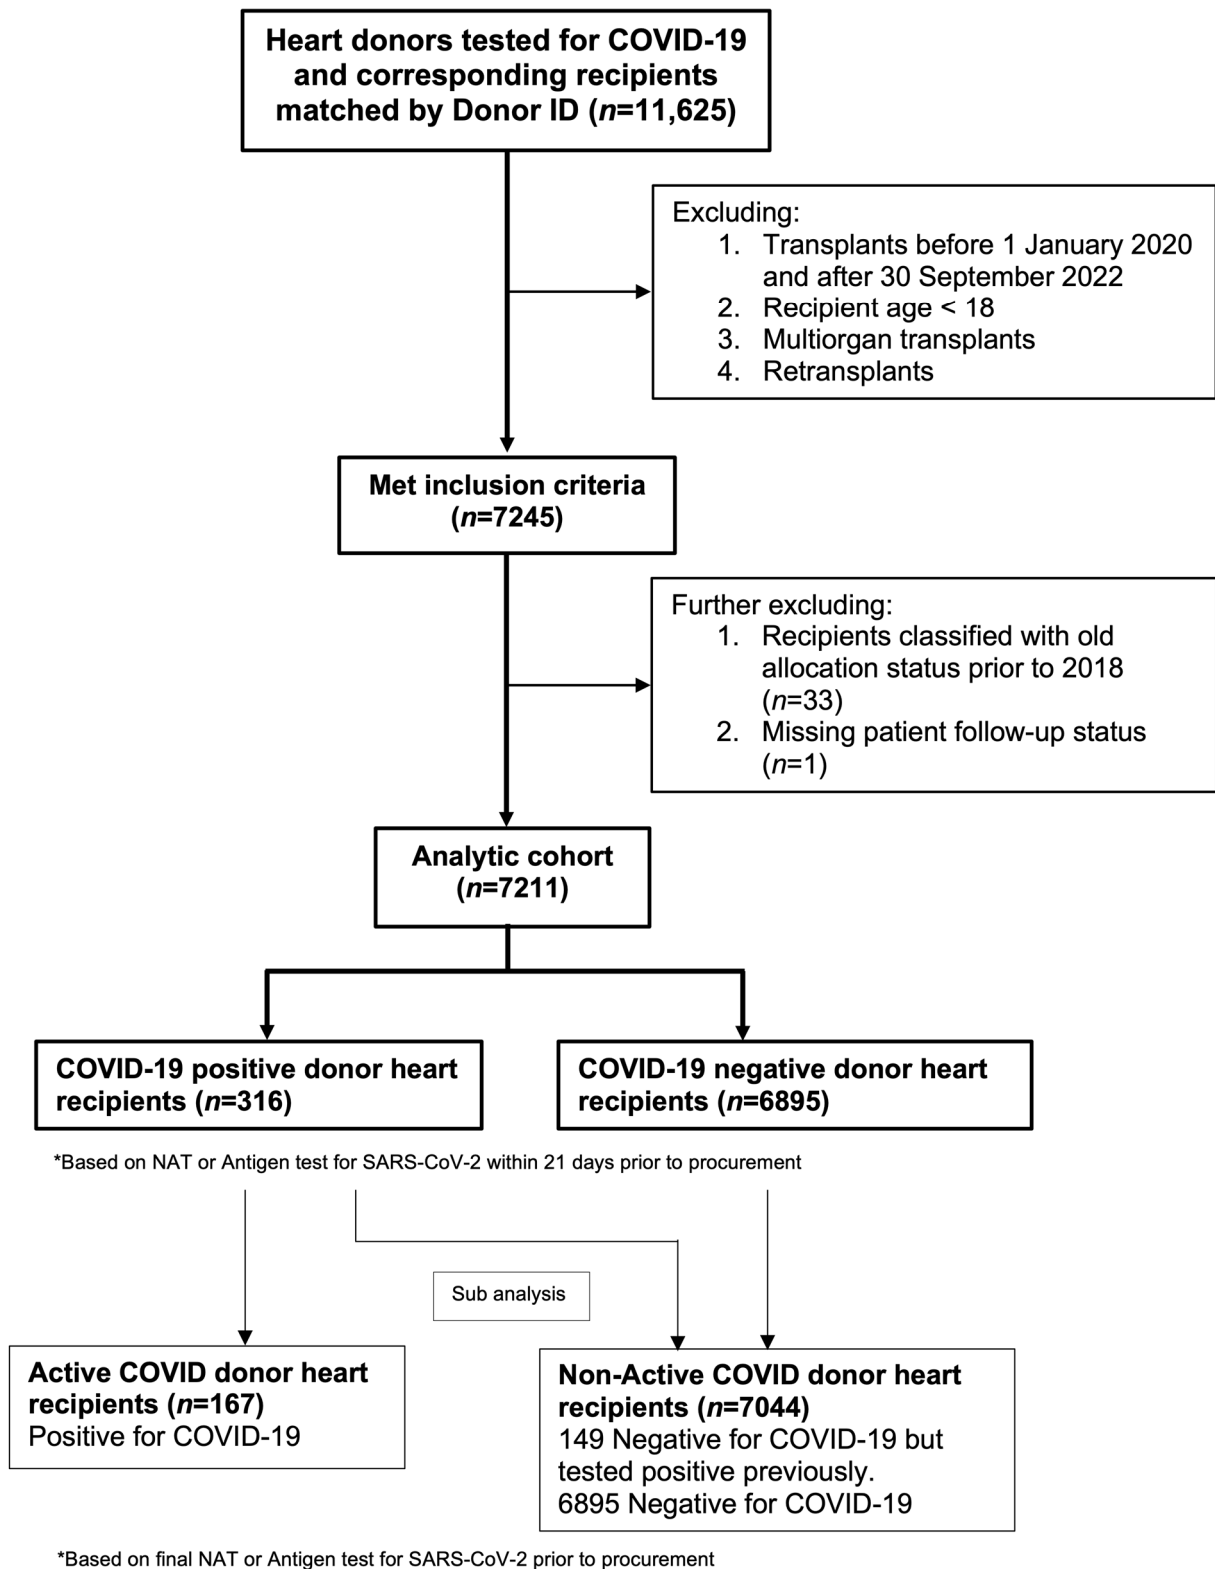 Heart donors tested for COVID-19
and corresponding recipients
matched by Donor ID (n=11,625)
Excluding:
1. Transplants before 1 January 2020
and after 30 September 2022
2. Recipient age < 18
3. Multiorgan transplants
4. Retransplants
Met inclusion criteria
(n=7245)
Further excluding:
1. Recipients classified with old
allocation status prior to 2018
(n=33)
2. Missing patient follow-up status
(n=1)
Analytic cohort
(n=7211)
COVID-19 positive donor heart
recipients (n=316)
COVID-19 negative donor heart
recipients (n=6895)
*Based on NAT or Antigen test for SARS-CoV-2 within 21 days prior to procurement
Sub analysis
Active COVID donor heart
recipients (n=167)
Positive for COVID-19
Non-Active COVID donor heart
recipients (n=7044)
149 Negative for COVID-19 but
tested positive previously.
6895 Negative for COVID-19
*Based on final NAT or Antigen test for SARS-CoV-2 prior to procurement